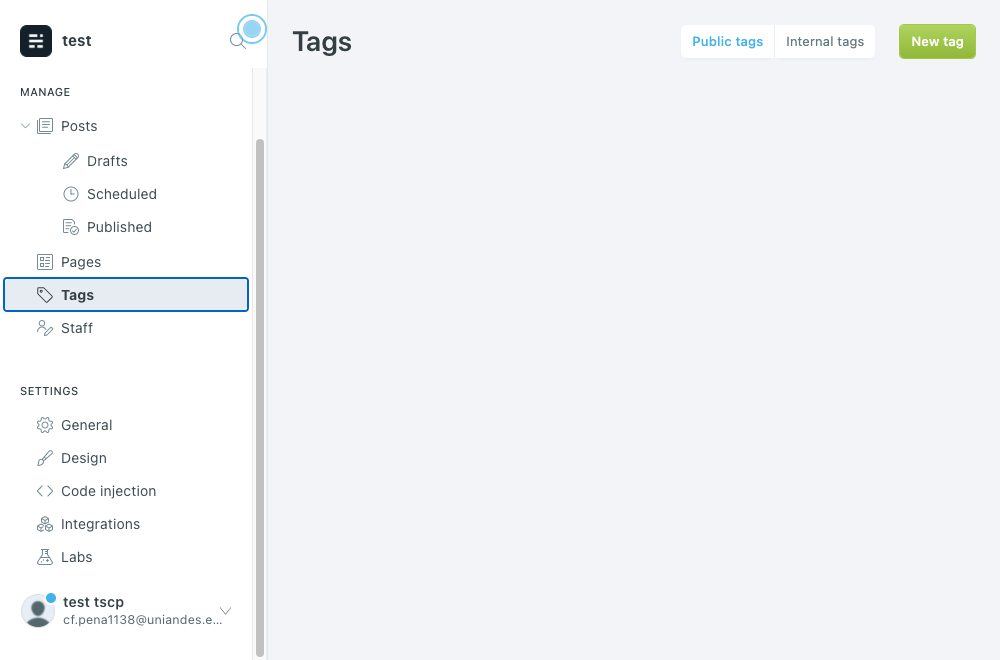 test
MANAGE
Posts
Drafts
Scheduled
Published
Pages
Tags
Staff
SETTINGS
General
Design
Code injection
Integrations
Labs
test tscp
cf.pena1138@uniandes.e...
Tags
Public tags
Internal tags
New tag